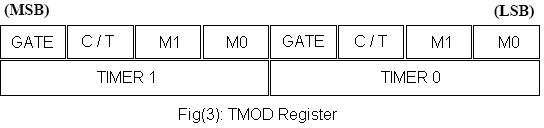 (MSB) (LSB)
GATE C / T M1 M0 GATE C / T M1 M0
TIMER 1 TIMER 0
Fig(3): TMOD Register